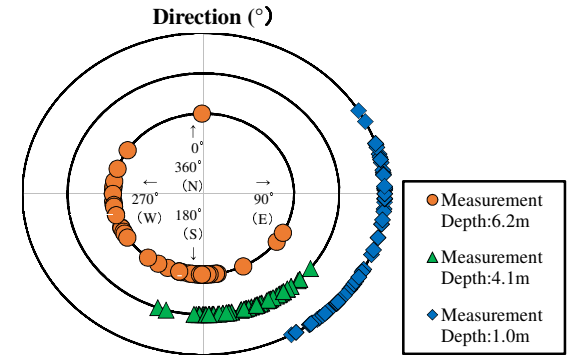 Direction (°)
↑
0°
360°
(N)
← →
270° 90°
(W) (E)
180°
(S)
↓
Measurement
Depth:6.2m
Measurement
Depth:4.1m
Measurement
Depth:1.0m